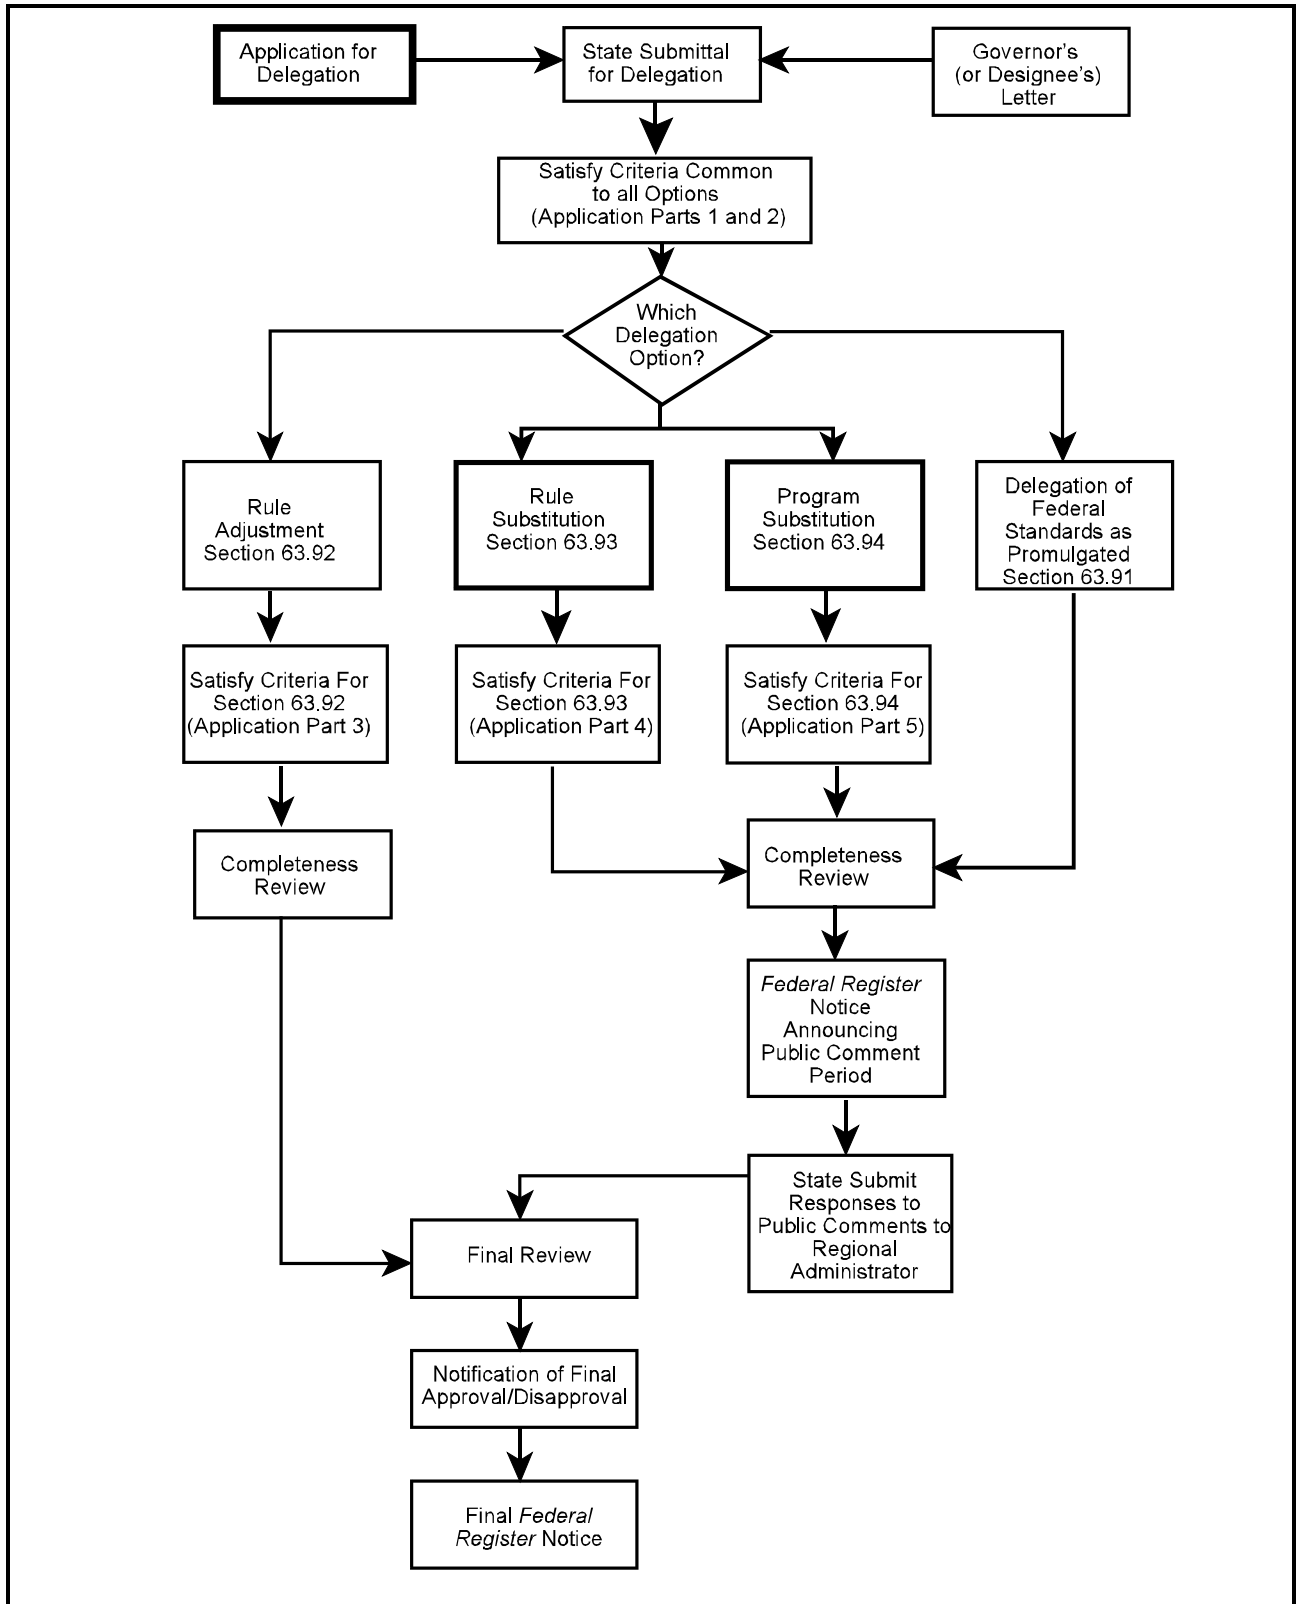 Application for
Delegation
State Submittal
for Delegation
Governor's
(or Designee's)
Letter
Satisfy Criteria Common
to all Options
(Application Parts 1 and 2)
Which
Delegation
Option?
Rule
Adjustment
Section 63.92
Rule
Substitution
Section 63.93
Program
Substitution
Section 63.94
Delegation of
Federal
Standards as
Promulgated
Section 63.91
Satisfy Criteria For
Section 63.92
(Application Part 3)
Satisfy Criteria For
Section 63.93
(Application Part 4)
Satisfy Criteria For
Section 63.94
(Application Part 5)
Completeness
Review
Completeness
Review
Federal Register
Notice
Announcing
Public Comment
Period
State Submit
Responses to
Public Comments to
Regional
Administrator
Final Review
Notification of Final
Approval/Disapproval
Final Federal
Register Notice